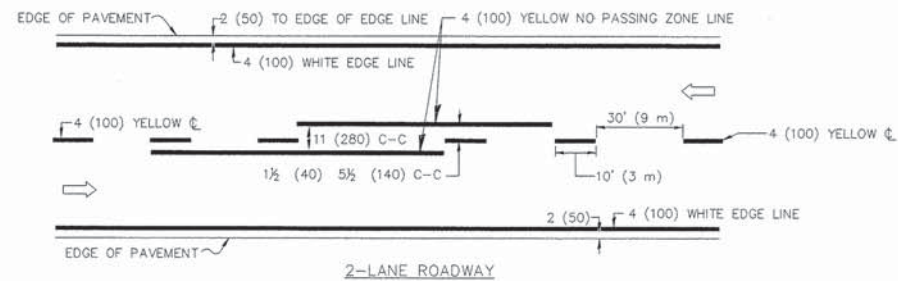 EDGE OF PAVEMENT
2 (50) TO EDGE OF EDGE LINE
4 (100) YELLOW NO PASSING ZONE LINE
4 (100) WHITE EDGE LINE
4 (100) YELLOW ℄
30' (9 m)
11 (280) C-C
4 (100) YELLOW ℄
1½ (40) 5½ (140) C-C
10' (3 m)
2 (50)
4 (100) WHITE EDGE LINE
EDGE OF PAVEMENT
2-LANE ROADWAY